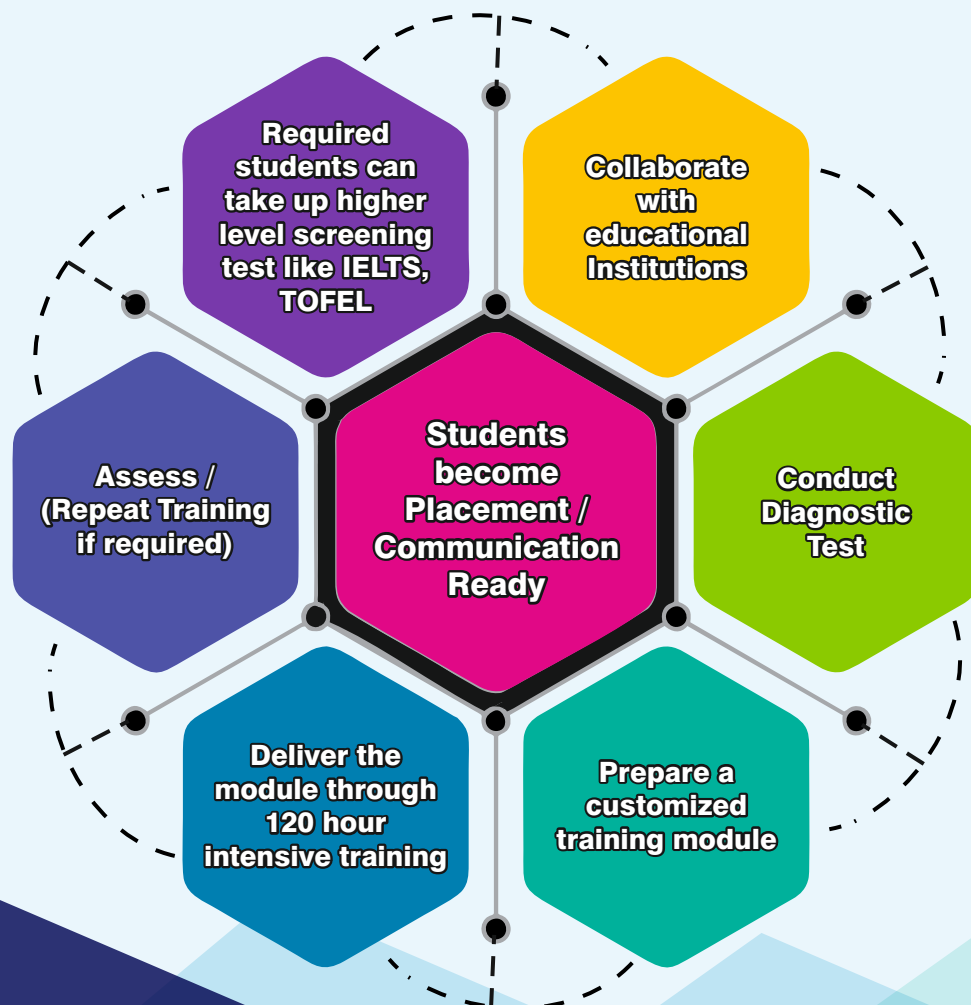 Required
students can
take up higher
level screening
test like IELTS,
TOFEL
Collaborate
with
educational
Institutions
Students
become
Placement /
Communication
Ready
Assess /
(Repeat Training
if required)
Conduct
Diagnostic
Test
Deliver the
module through
120 hour
intensive training
Prepare a
customized
training module